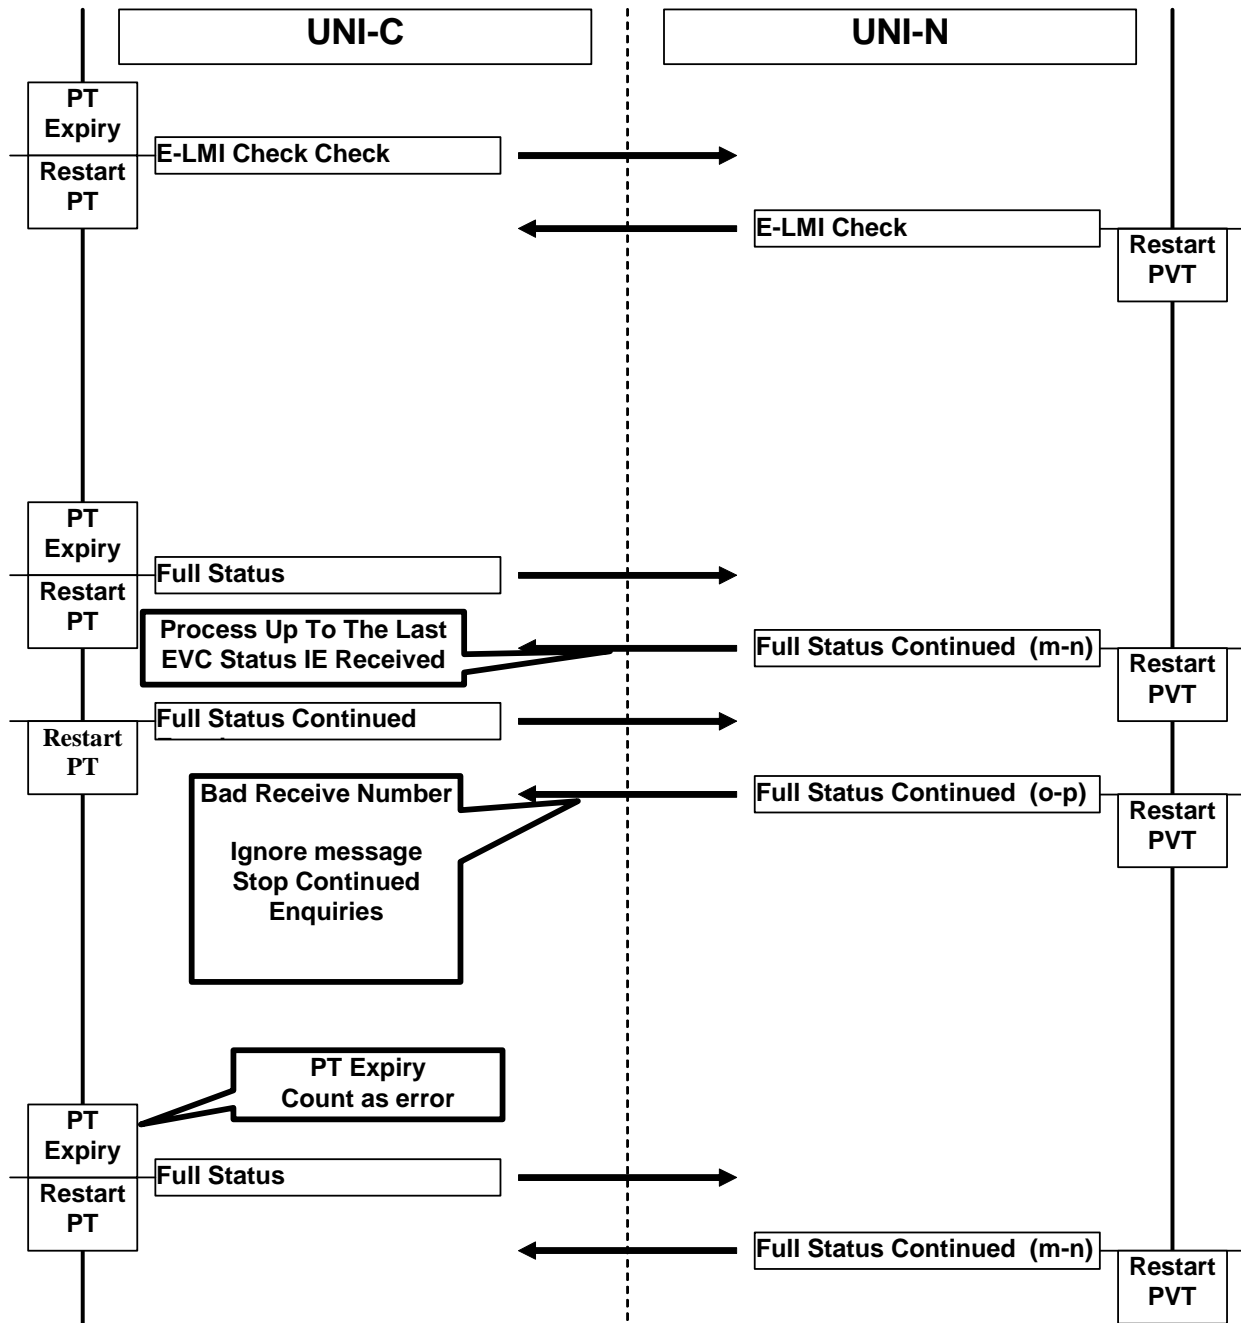 UNI-C
UNI-N
PT
Expiry
E-LMI Check Check
Restart
PT
E-LMI Check
Restart
PVT
PT
Expiry
Full Status
Restart
PT
Process Up To The Last
EVC Status IE Received
Full Status Continued (m-n)
Restart
PVT
Full Status Continued
Restart
PT
Bad Receive Number
Ignore message
Stop Continued
Enquiries
Full Status Continued (o-p)
Restart
PVT
PT Expiry
Count as error
PT
Expiry
Full Status
Restart
PT
Full Status Continued (m-n)
Restart
PVT